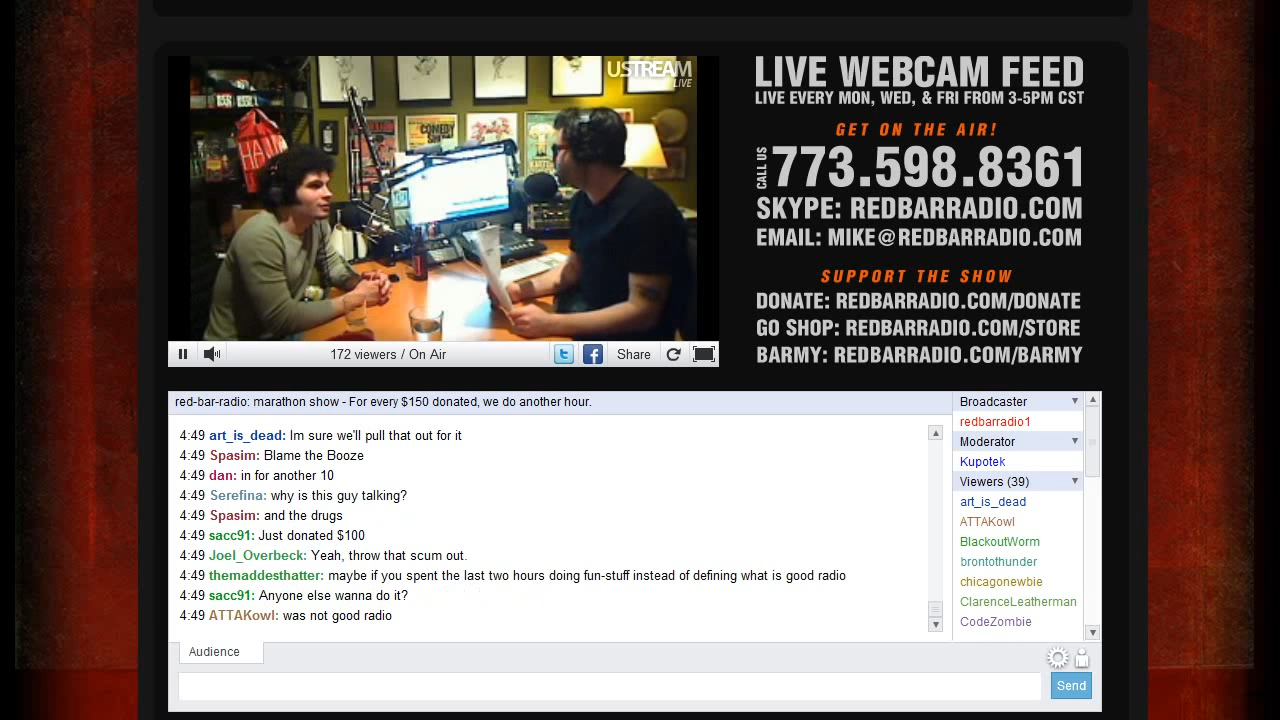 USTREAM
LIVE
HAHA
COMEDY
172 viewers / On Air
Share
LIVE WEBCAM FEED
LIVE EVERY MON, WED, & FRI FROM 3-5PM CST
GET ON THE AIR!
CALL US 773.598.8361
SKYPE: REDBARRADIO.COM
EMAIL: MIKE@REDBARRADIO.COM
SUPPORT THE SHOW
DONATE: REDBARRADIO.COM/DONATE
GO SHOP: REDBARRADIO.COM/STORE
BARMY: REDBARRADIO.COM/BARMY
red-bar-radio: marathon show - For every $150 donated, we do another hour.
4:49 art_is_dead: Im sure we'll pull that out for it
4:49 Spasim: Blame the Booze
4:49 dan: in for another 10
4:49 Serefina: why is this guy talking?
4:49 Spasim: and the drugs
4:49 sacc91: Just donated $100
4:49 Joel_Overbeck: Yeah, throw that scum out.
4:49 themaddesthatter: maybe if you spent the last two hours doing fun-stuff instead of defining what is good radio
4:49 sacc91: Anyone else wanna do it?
4:49 ATTAKowl: was not good radio
Broadcaster
redbarradio1
Moderator
Kupotek
Viewers (39)
art_is_dead
ATTAKowl
BlackoutWorm
brontothunder
chicagonewbie
ClarenceLeatherman
CodeZombie
Audience
Send